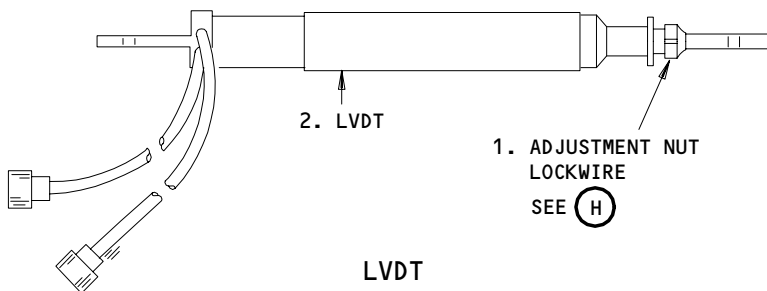 2. LVDT
1. ADJUSTMENT NUT
LOCKWIRE
SEE H
LVDT